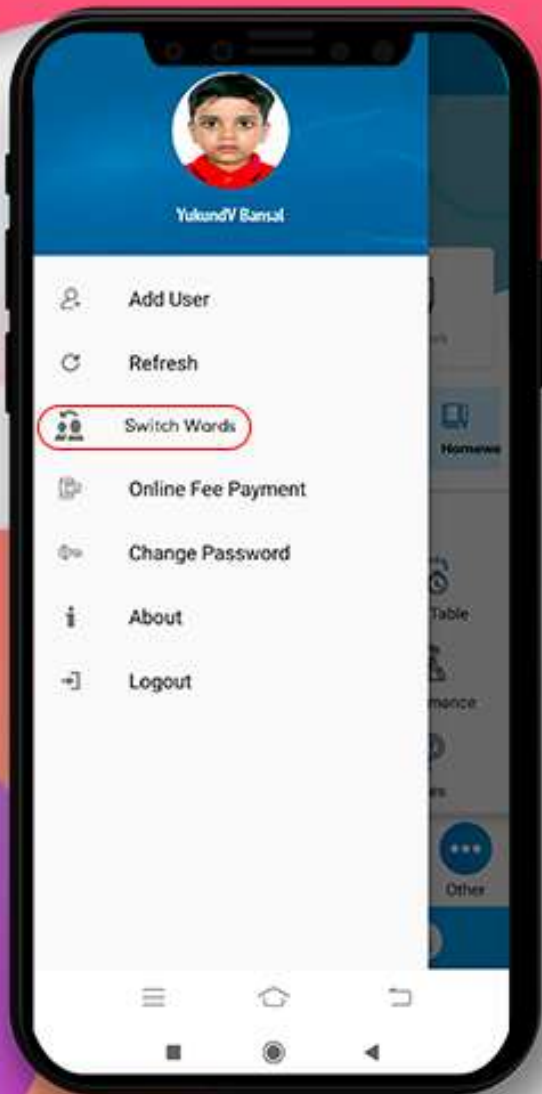 YukundV Bansal
Add User
Refresh
Switch Words
Homewo
Online Fee Payment
Change Password
Table
About
mance
Logout
Other